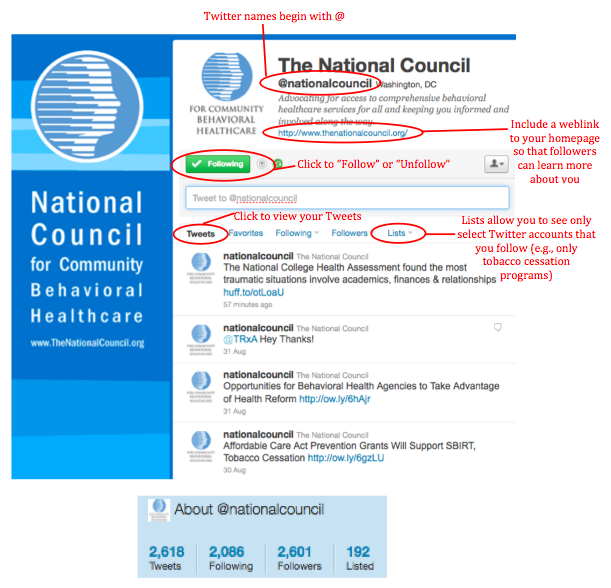 Twitter names begin with @
The National Council
@nationalcouncil Washington, DC
Advocating for access to comprehensive behavioral
healthcare services for all and keeping you informed and
involved along the way.
http://www.thenationalcouncil.org/
FOR COMMUNITY
BEHAVIORAL
HEALTHCARE
Include a weblink
to your homepage
so that followers
can learn more
about you
Following
Click to "Follow" or "Unfollow"
Tweet to @nationalcouncil
Click to view your Tweets
Tweets Favorites Following Followers Lists
Lists allow you to see only
select Twitter accounts that
you follow (e.g., only
tobacco cessation
programs)
National
Council
for Community
Behavioral
Healthcare
www.TheNationalCouncil.org
nationalcouncil The National Council
The National College Health Assessment found the most
traumatic situations involve academics, finances & relationships
huff.to/otLoaU
57 minutes ago
nationalcouncil The National Council
@TRxA Hey Thanks!
31 Aug
nationalcouncil The National Council
Opportunities for Behavioral Health Agencies to Take Advantage
of Health Reform http://ow.ly/6hAjr
31 Aug
nationalcouncil The National Council
Affordable Care Act Prevention Grants Will Support SBIRT,
Tobacco Cessation http://ow.ly/6gzLU
30 Aug
About @nationalcouncil
2,618 2,086 2,601 192
Tweets Following Followers Listed